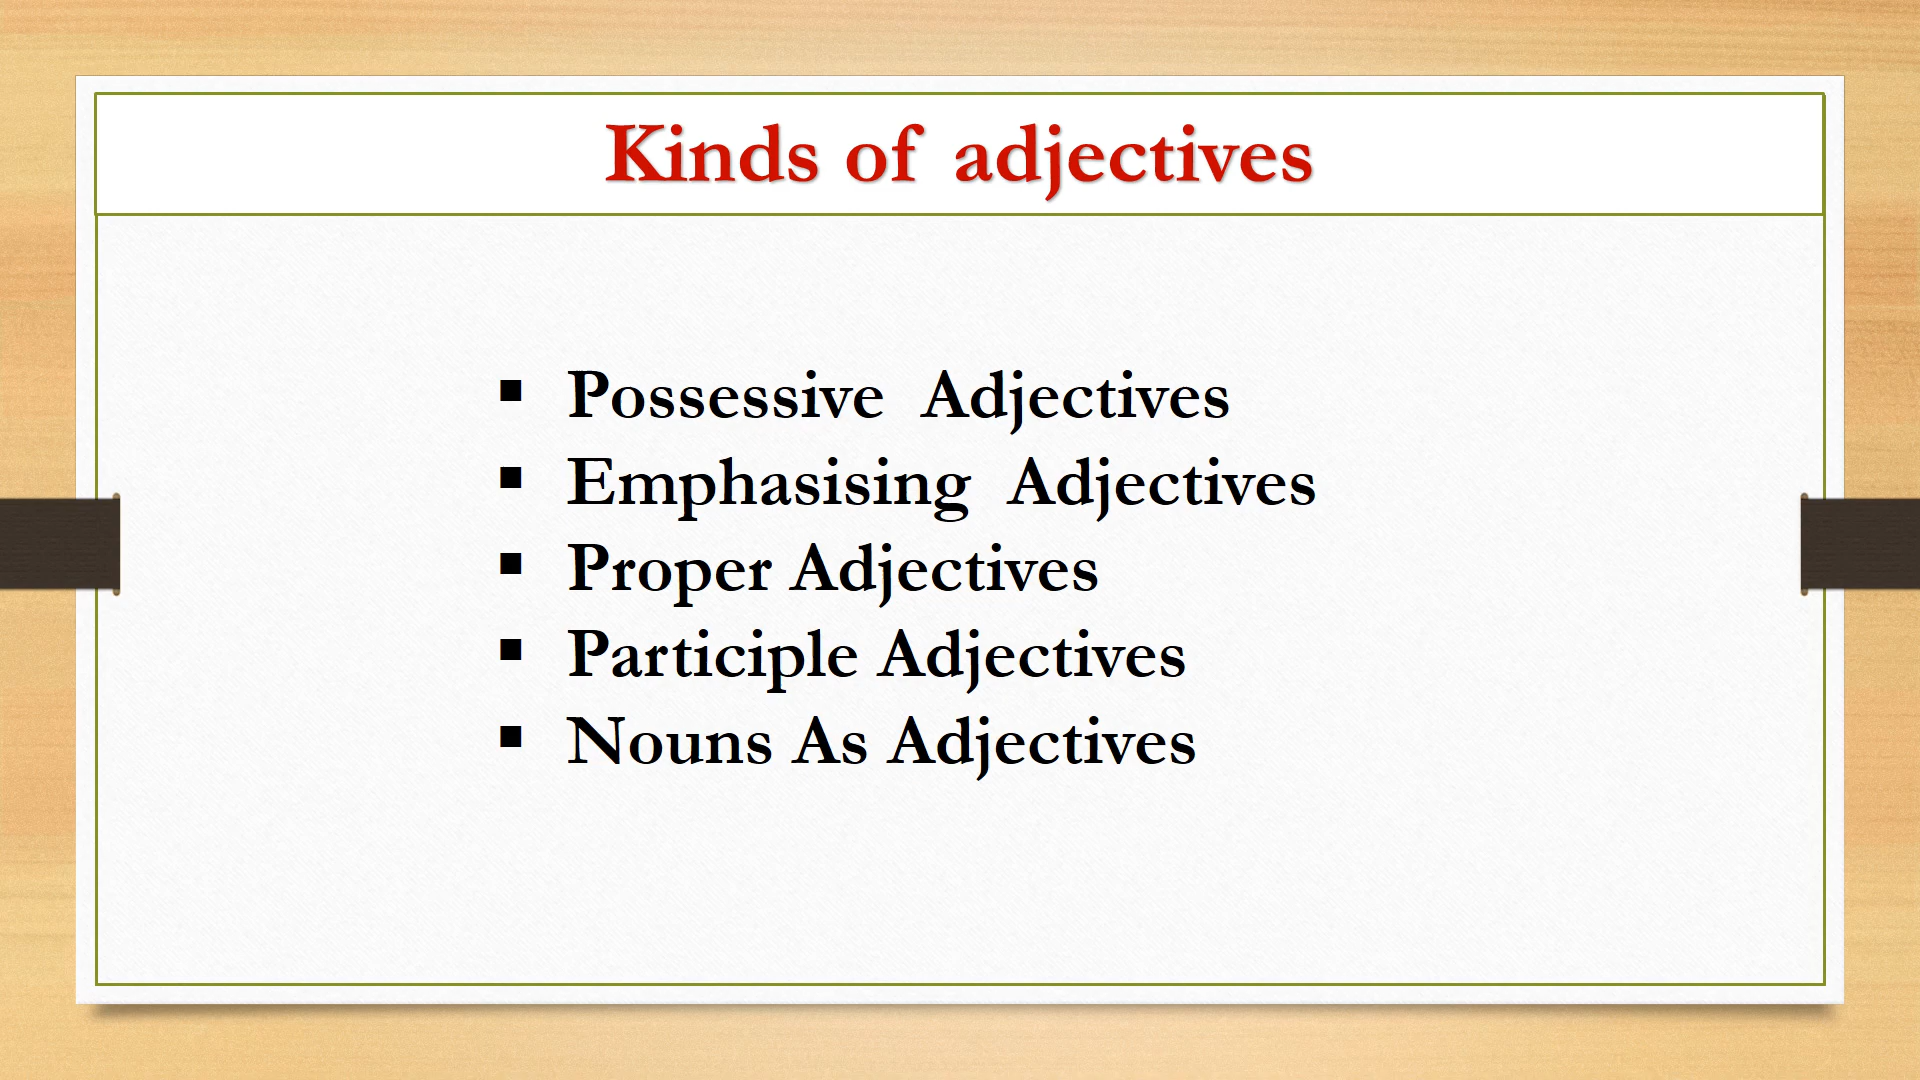 Kinds of adjectives
▪ Possessive Adjectives
▪ Emphasising Adjectives
▪ Proper Adjectives
▪ Participle Adjectives
▪ Nouns As Adjectives